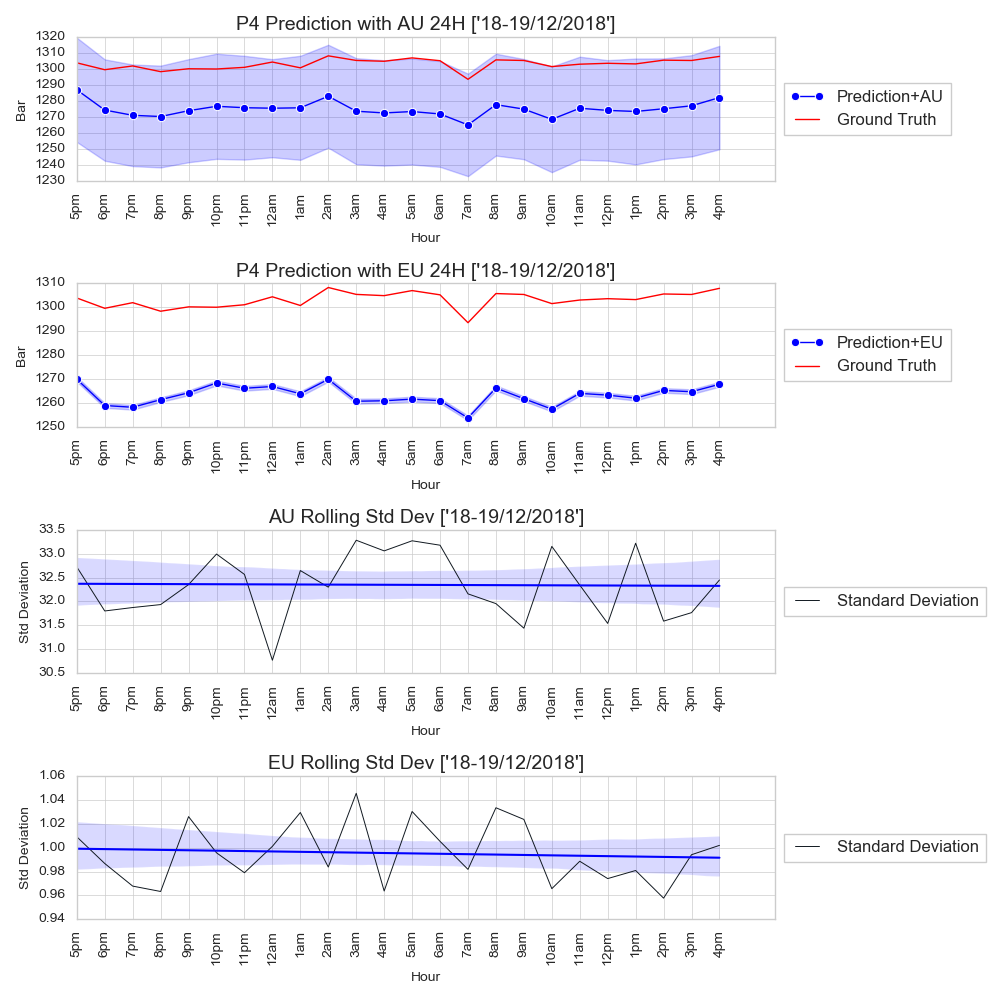 P4 Prediction with AU 24H ['18-19/12/2018']
1320
1310
1300
1290
1280
1270
1260
1250
1240
1230
Bar
5pm 6pm 7pm 8pm 9pm 10pm 11pm 12am 1am 2am 3am 4am 5am 6am 7am 8am 9am 10am 11am 12pm 1pm 2pm 3pm 4pm
Hour
Prediction+AU
Ground Truth
P4 Prediction with EU 24H ['18-19/12/2018']
1310
1300
1290
1280
1270
1260
1250
Bar
5pm 6pm 7pm 8pm 9pm 10pm 11pm 12am 1am 2am 3am 4am 5am 6am 7am 8am 9am 10am 11am 12pm 1pm 2pm 3pm 4pm
Hour
Prediction+EU
Ground Truth
AU Rolling Std Dev ['18-19/12/2018']
33.5
33.0
32.5
32.0
31.5
31.0
30.5
Std Deviation
5pm 6pm 7pm 8pm 9pm 10pm 11pm 12am 1am 2am 3am 4am 5am 6am 7am 8am 9am 10am 11am 12pm 1pm 2pm 3pm 4pm
Hour
Standard Deviation
EU Rolling Std Dev ['18-19/12/2018']
1.06
1.04
1.02
1.00
0.98
0.96
0.94
Std Deviation
5pm 6pm 7pm 8pm 9pm 10pm 11pm 12am 1am 2am 3am 4am 5am 6am 7am 8am 9am 10am 11am 12pm 1pm 2pm 3pm 4pm
Hour
Standard Deviation